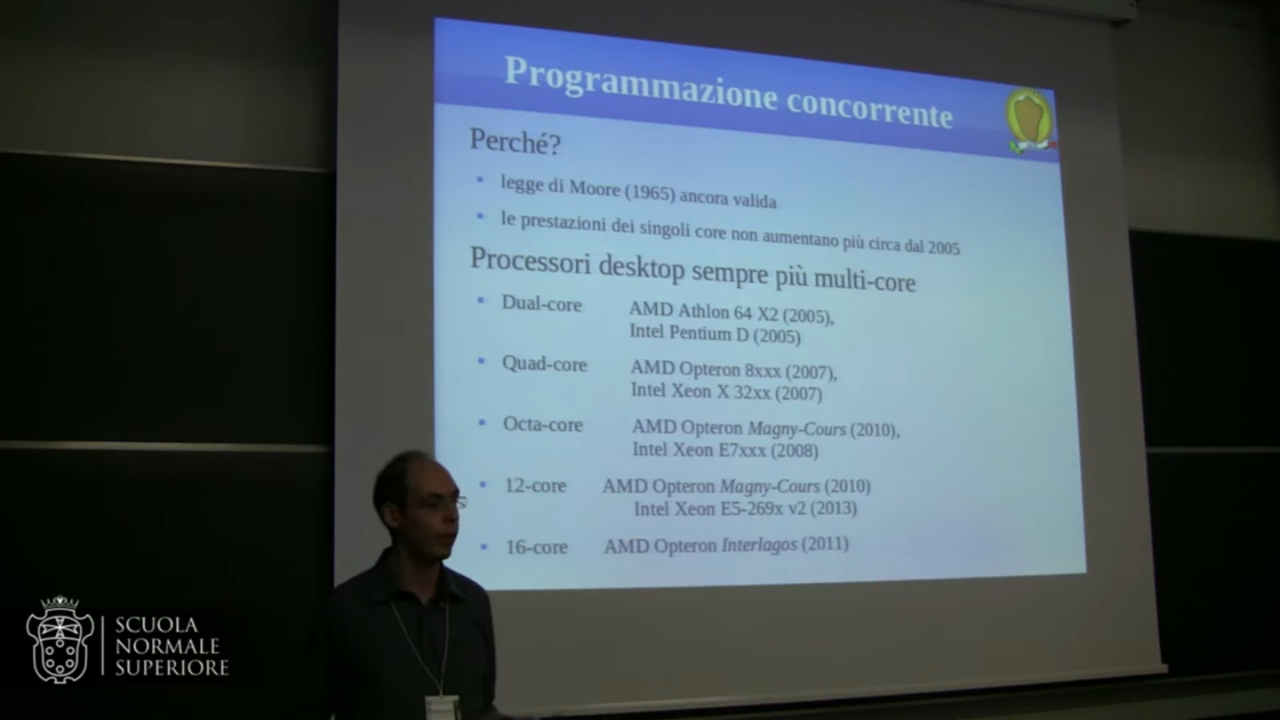 Programmazione concorrente
Perché?
legge di Moore (1965) ancora valida
le prestazioni dei singoli core non aumentano più circa dal 2005
Processori desktop sempre più multi-core
Dual-core AMD Athlon 64 X2 (2005),
Intel Pentium D (2005)
Quad-core AMD Opteron 8xxx (2007),
Intel Xeon X 32xx (2007)
Octa-core AMD Opteron Magny-Cours (2010),
Intel Xeon E7xxx (2008)
12-core AMD Opteron Magny-Cours (2010)
Intel Xeon E5-269x v2 (2013)
16-core AMD Opteron Interlagos (2011)
SCUOLA
NORMALE
SUPERIORE